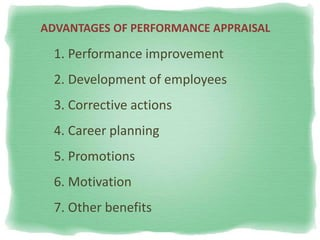 ADVANTAGES OF PERFORMANCE APPRAISAL
1. Performance improvement
2. Development of employees
3. Corrective actions
4. Career planning
5. Promotions
6. Motivation
7. Other benefits